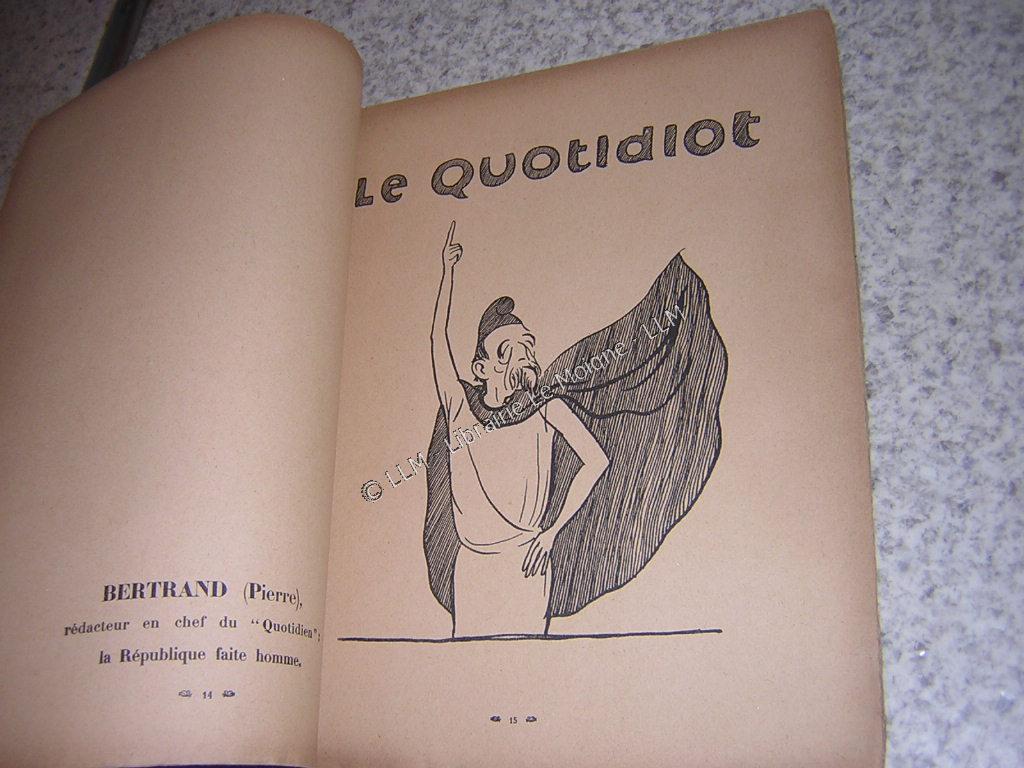 BERTRAND (Pierre),
rédacteur en chef du "Quotidien";
la République faite homme.
14
Le Quotidiot
© LLM - Librairie Le Moigne - LLM
15